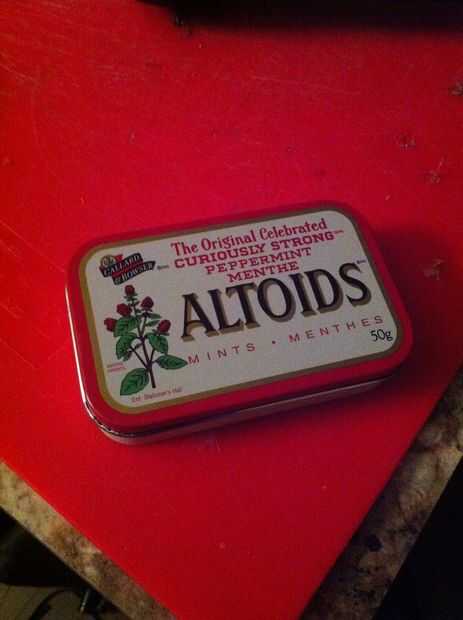 CALLARD
& BOWSER
The Original Celebrated
CURIOUSLY STRONG
PEPPERMINT
MENTHE
ALTOIDS
MINTS • MENTHES
50g